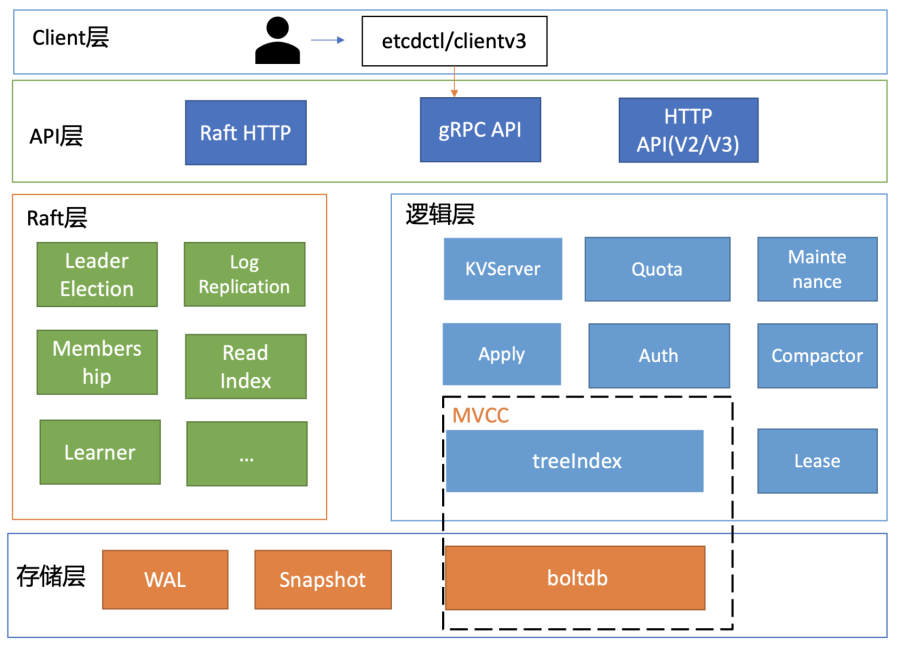 Client层
etcdctl/clientv3
API层
Raft HTTP
gRPC API
HTTP
API(V2/V3)
Raft层
Leader
Election
Log
Replication
Members
hip
Read
Index
Learner
...
逻辑层
KVServer
Quota
Mainte
nance
Apply
Auth
Compactor
MVCC
treeIndex
Lease
存储层
WAL
Snapshot
boltdb